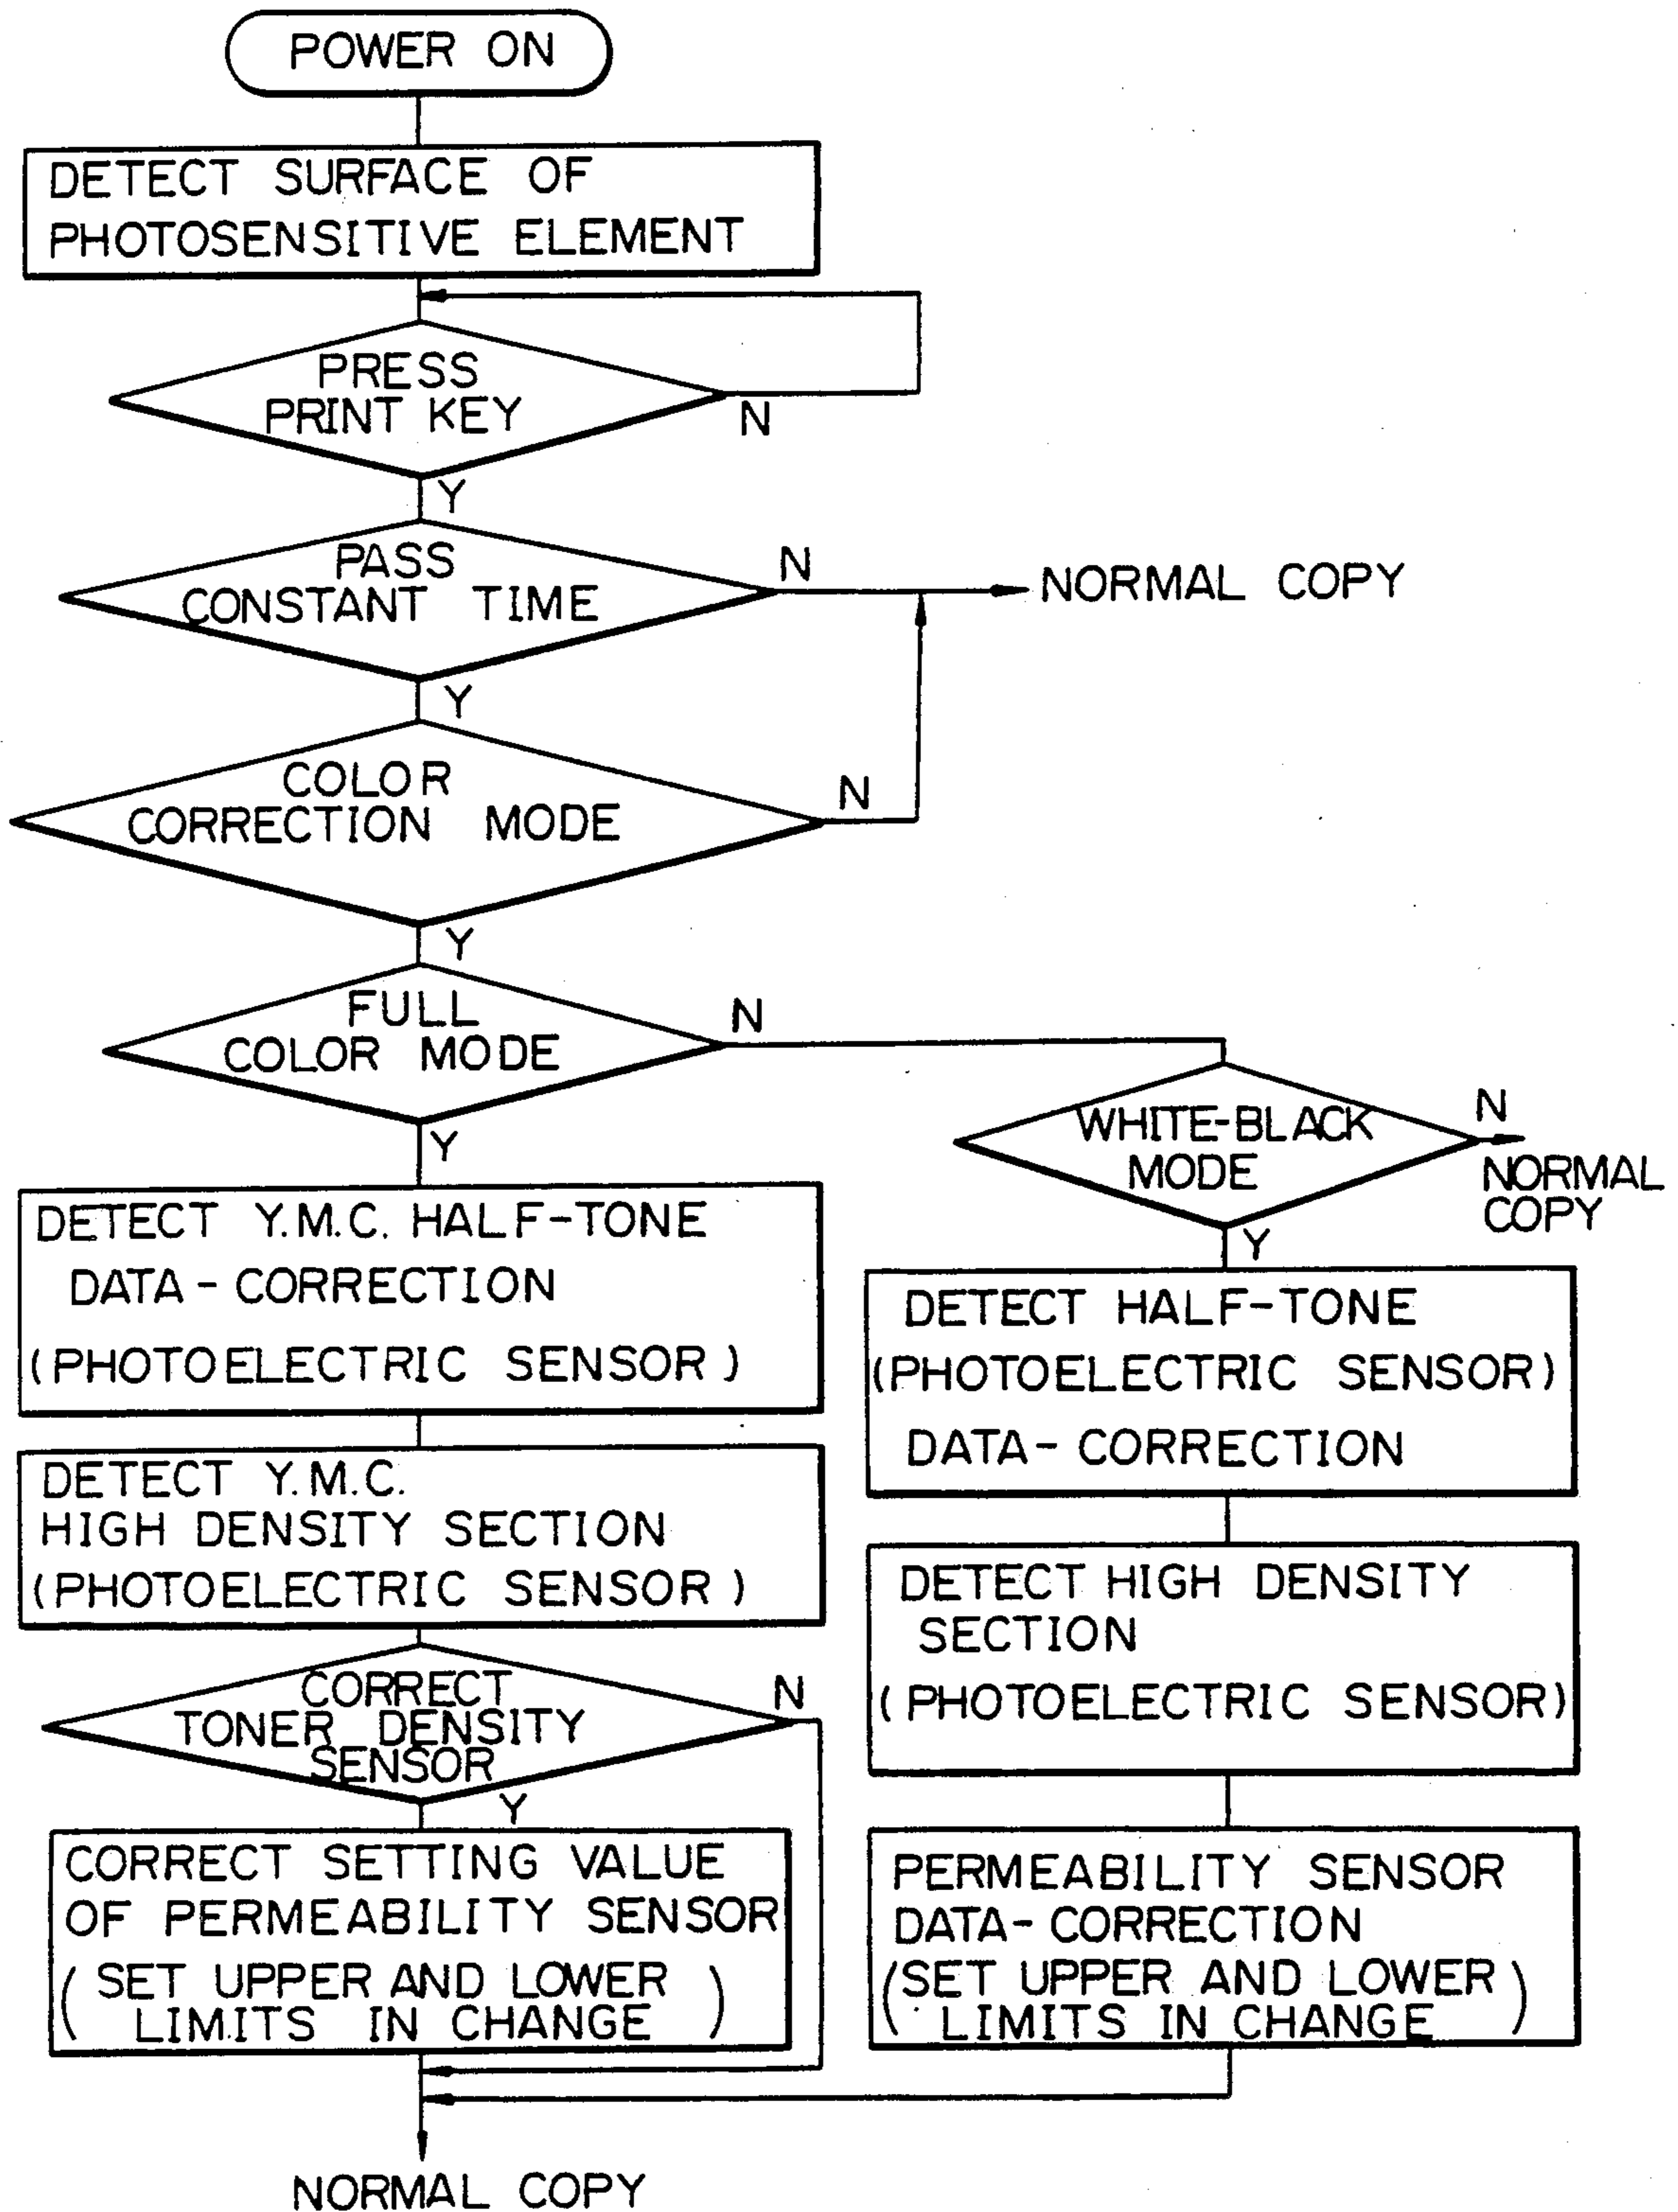 POWER ON
DETECT SURFACE OF
PHOTOSENSITIVE ELEMENT
PRESS
PRINT KEY
N
Y
PASS
CONSTANT TIME
N
NORMAL COPY
Y
COLOR
CORRECTION MODE
N
Y
FULL
COLOR MODE
N
Y
WHITE-BLACK
MODE
N
NORMAL
COPY
Y
DETECT Y.M.C. HALF-TONE
DATA-CORRECTION
(PHOTOELECTRIC SENSOR)
DETECT Y.M.C.
HIGH DENSITY SECTION
(PHOTOELECTRIC SENSOR)
CORRECT
TONER DENSITY
SENSOR
N
Y
CORRECT SETTING VALUE
OF PERMEABILITY SENSOR
(SET UPPER AND LOWER
LIMITS IN CHANGE)
DETECT HALF-TONE
(PHOTOELECTRIC SENSOR)
DATA-CORRECTION
DETECT HIGH DENSITY
SECTION
(PHOTOELECTRIC SENSOR)
PERMEABILITY SENSOR
DATA-CORRECTION
(SET UPPER AND LOWER
LIMITS IN CHANGE)
NORMAL COPY